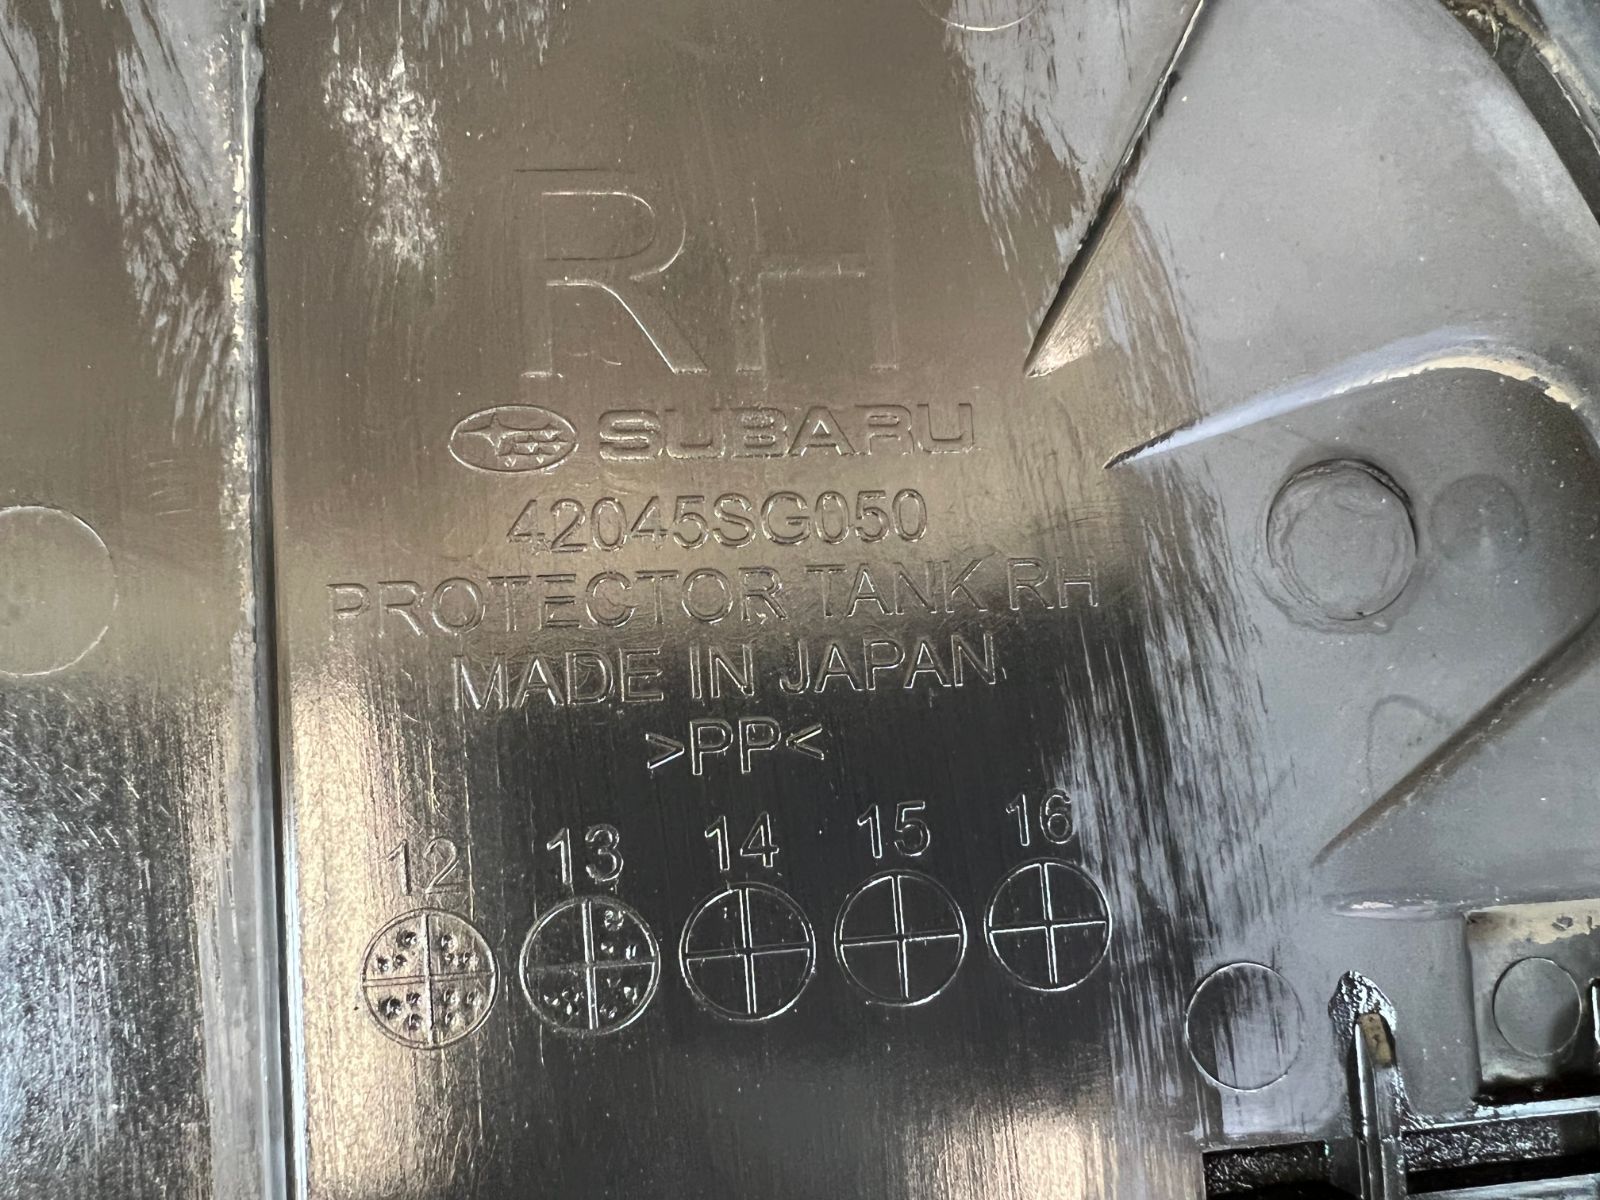 RH
SUBARU
42045SG050
PROTECTOR TANK RH
MADE IN JAPAN
>PP<
12 13 14 15 16